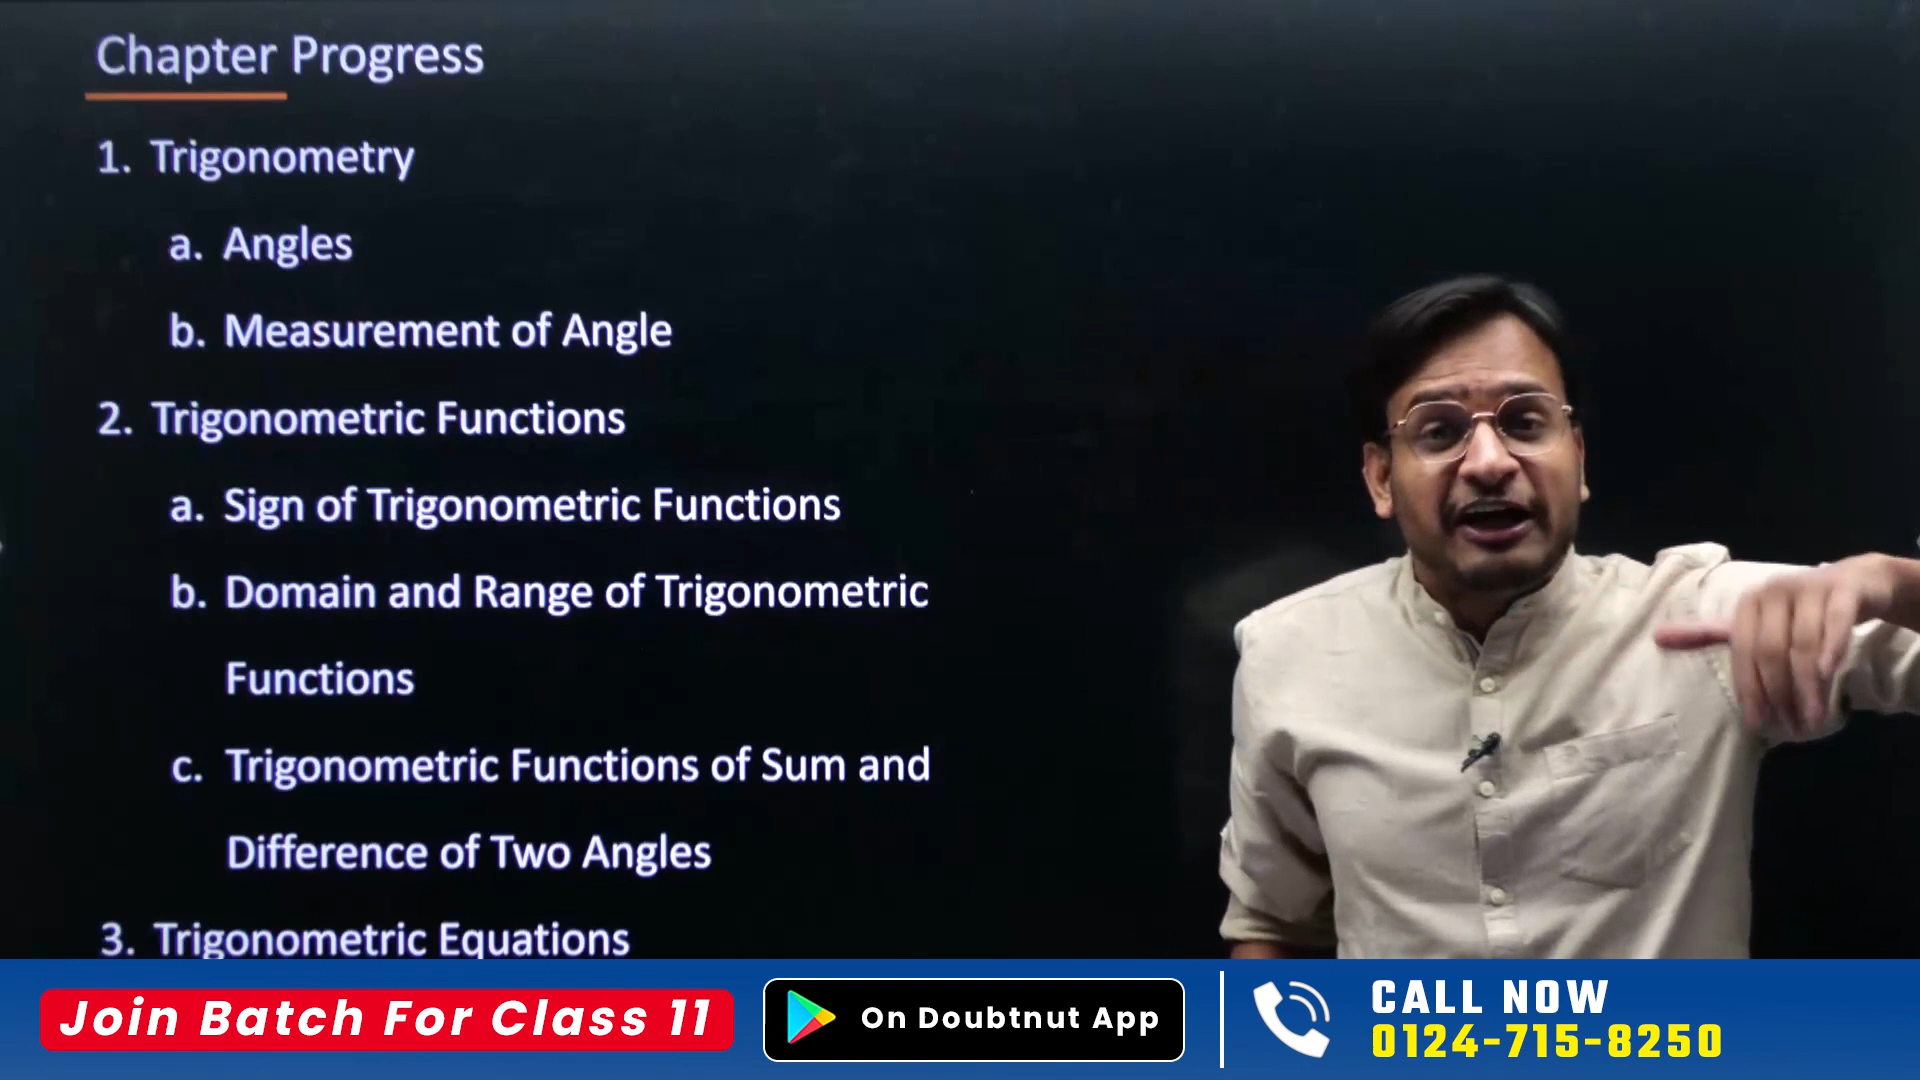 Chapter Progress
1. Trigonometry
a. Angles
b. Measurement of Angle
2. Trigonometric Functions
a. Sign of Trigonometric Functions
b. Domain and Range of Trigonometric
Functions
c. Trigonometric Functions of Sum and
Difference of Two Angles
3. Trigonometric Equations
Join Batch For Class 11
On Doubtnut App
CALL NOW
0124-715-8250